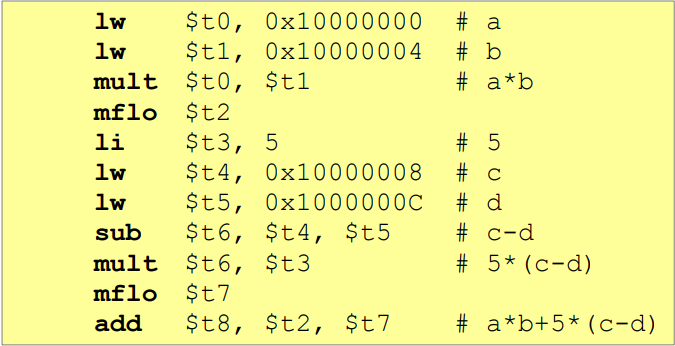 lw $t0, 0x10000000 # a
lw $t1, 0x10000004 # b
mult $t0, $t1 # a*b
mflo $t2
li $t3, 5 # 5
lw $t4, 0x10000008 # c
lw $t5, 0x1000000C # d
sub $t6, $t4, $t5 # c-d
mult $t6, $t3 # 5*(c-d)
mflo $t7
add $t8, $t2, $t7 # a*b+5*(c-d)